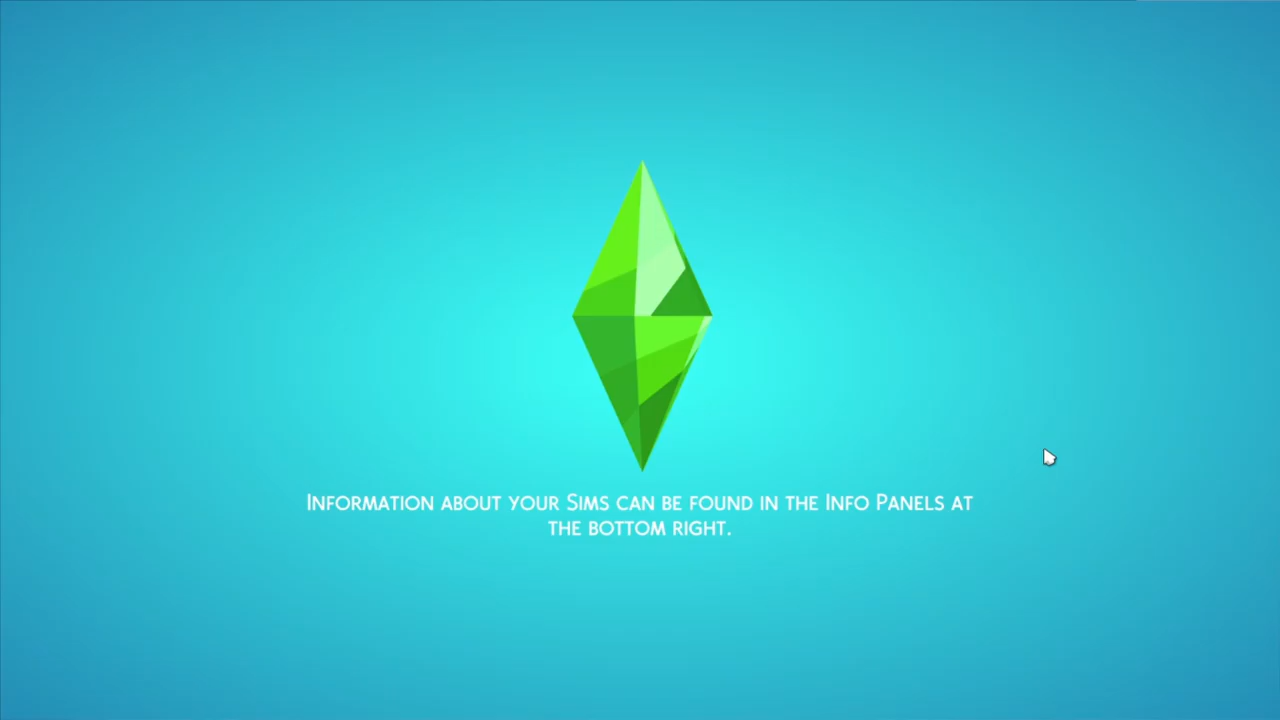 Information about your Sims can be found in the Info Panels at
the bottom right.